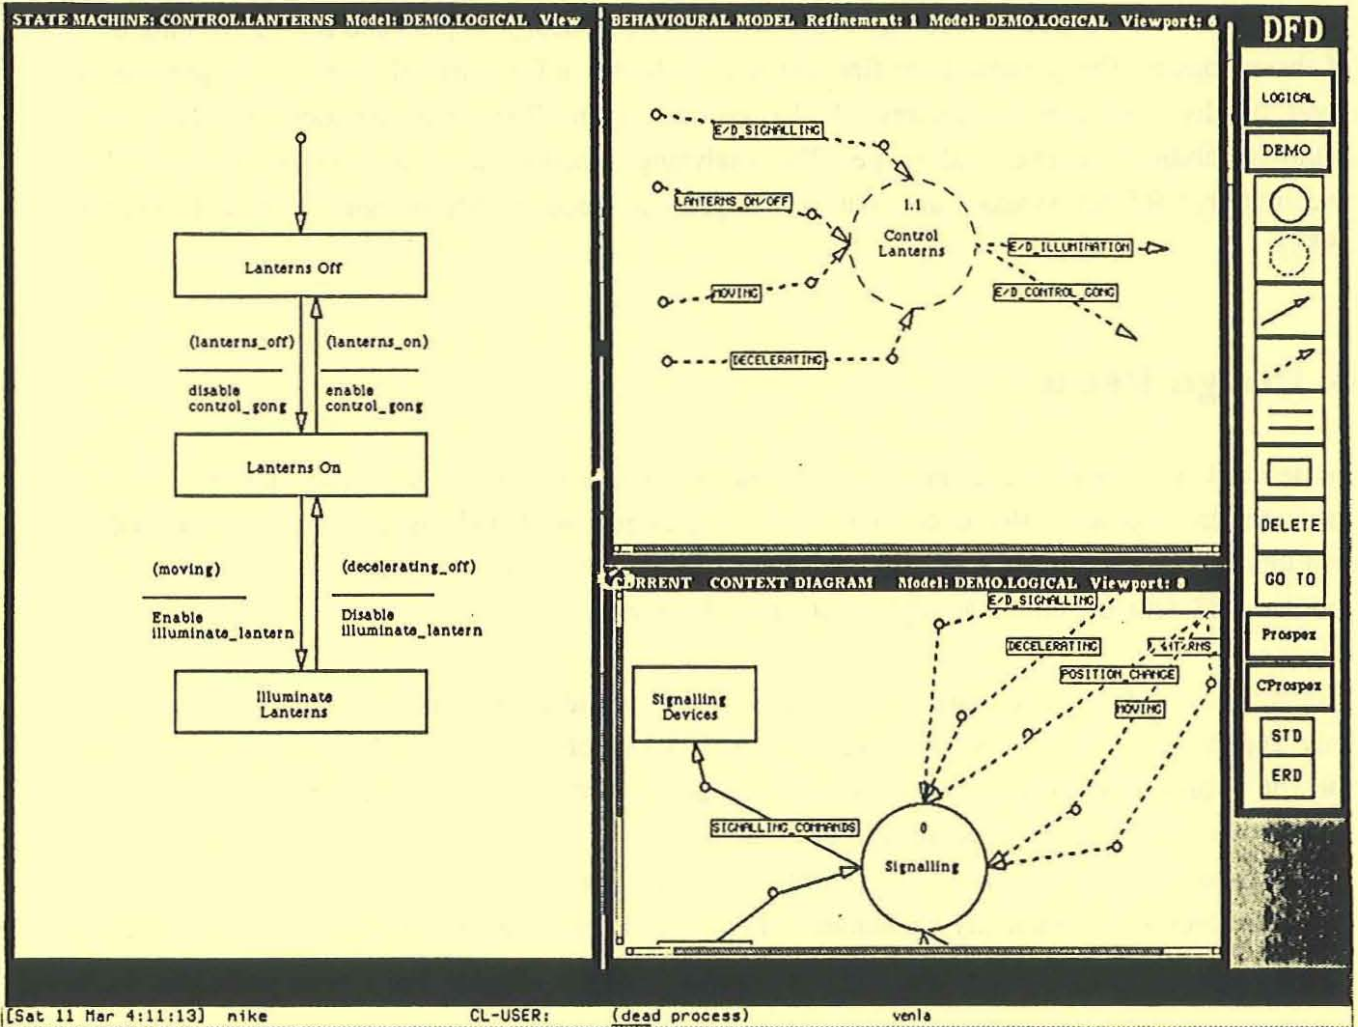 STATE MACHINE: CONTROL.LANTERNS Model: DEMO.LOGICAL View
Lanterns Off
(lanterns_off)
disable
control_gong
(lanterns_on)
enable
control_gong
Lanterns On
(moving)
Enable
illuminate_lantern
(decelerating_off)
Disable
illuminate_lantern
Illuminate
Lanterns
BEHAVIOURAL MODEL Refinement: 1 Model: DEMO.LOGICAL Viewport: 6
E/D_SIGNALLING
LANTERNS_ON/OFF
MOVING
DECELERATING
1.1
Control
Lanterns
E/D_ILLUMINATION
E/D_CONTROL_GONG
CURRENT CONTEXT DIAGRAM Model: DEMO.LOGICAL Viewport: 8
E/D_SIGNALLING
DECELERATING
POSITION_CHANGE
MOVING
Signalling
Devices
SIGNALLING_COMMANDS
0
Signalling
DFD
LOGICAL
DEMO
DELETE
GO TO
Prospex
CProspex
STD
ERD
[Sat 11 Mar 4:11:13] nike CL-USER: (dead process) venla